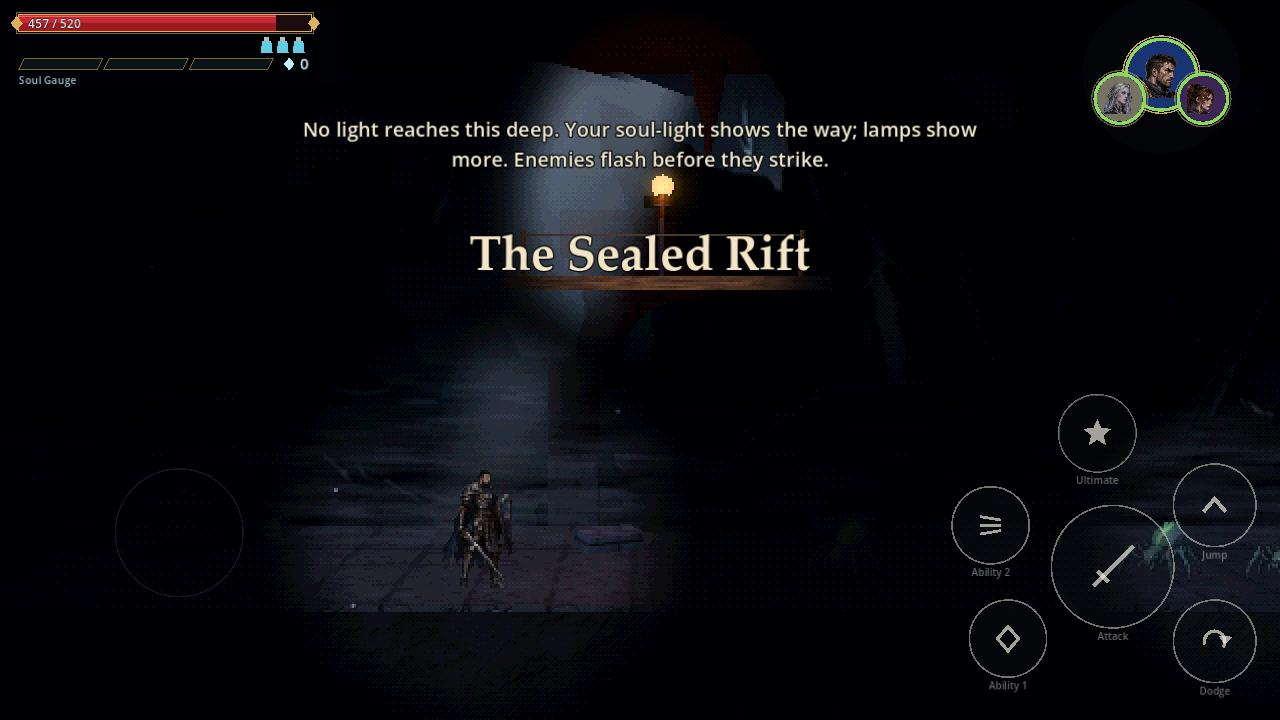 457 / 520
0
Soul Gauge
No light reaches this deep. Your soul-light shows the way; lamps show
more. Enemies flash before they strike.
The Sealed Rift
Ultimate
Jump
Ability 2
Attack
Ability 1
Dodge